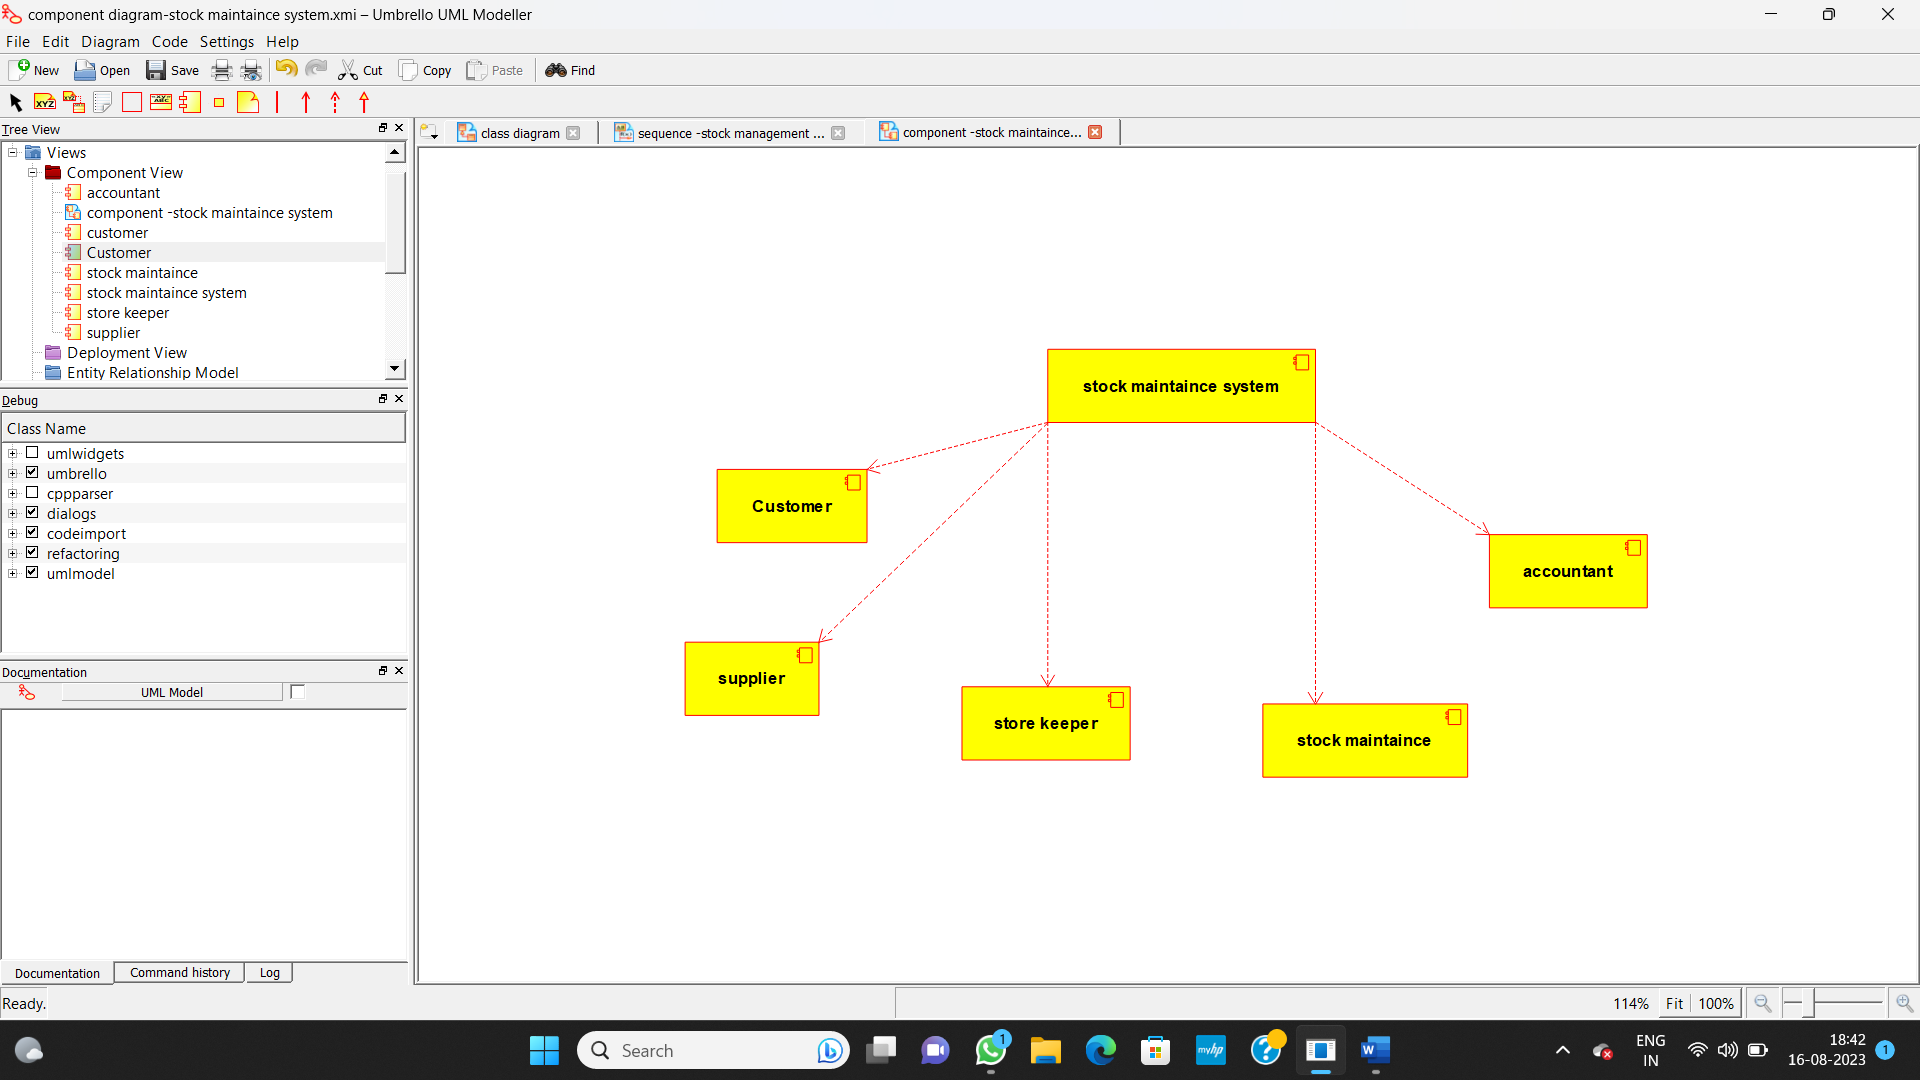 component diagram-stock maintaince system.xmi – Umbrello UML Modeller
File Edit Diagram Code Settings Help
New Open Save Cut Copy Paste Find
Tree View
class diagram
sequence -stock management ...
component -stock maintaince...
Views
Component View
accountant
component -stock maintaince system
customer
Customer
stock maintaince
stock maintaince system
store keeper
supplier
Deployment View
Entity Relationship Model
Debug
Class Name
umlwidgets
umbrello
cppparser
dialogs
codeimport
refactoring
umlmodel
Documentation
UML Model
Documentation Command history Log
stock maintaince system
Customer
accountant
supplier
store keeper
stock maintaince
Ready.
114% Fit 100%
Search
1
myhp
W
ENG
IN
18:42
16-08-2023
1